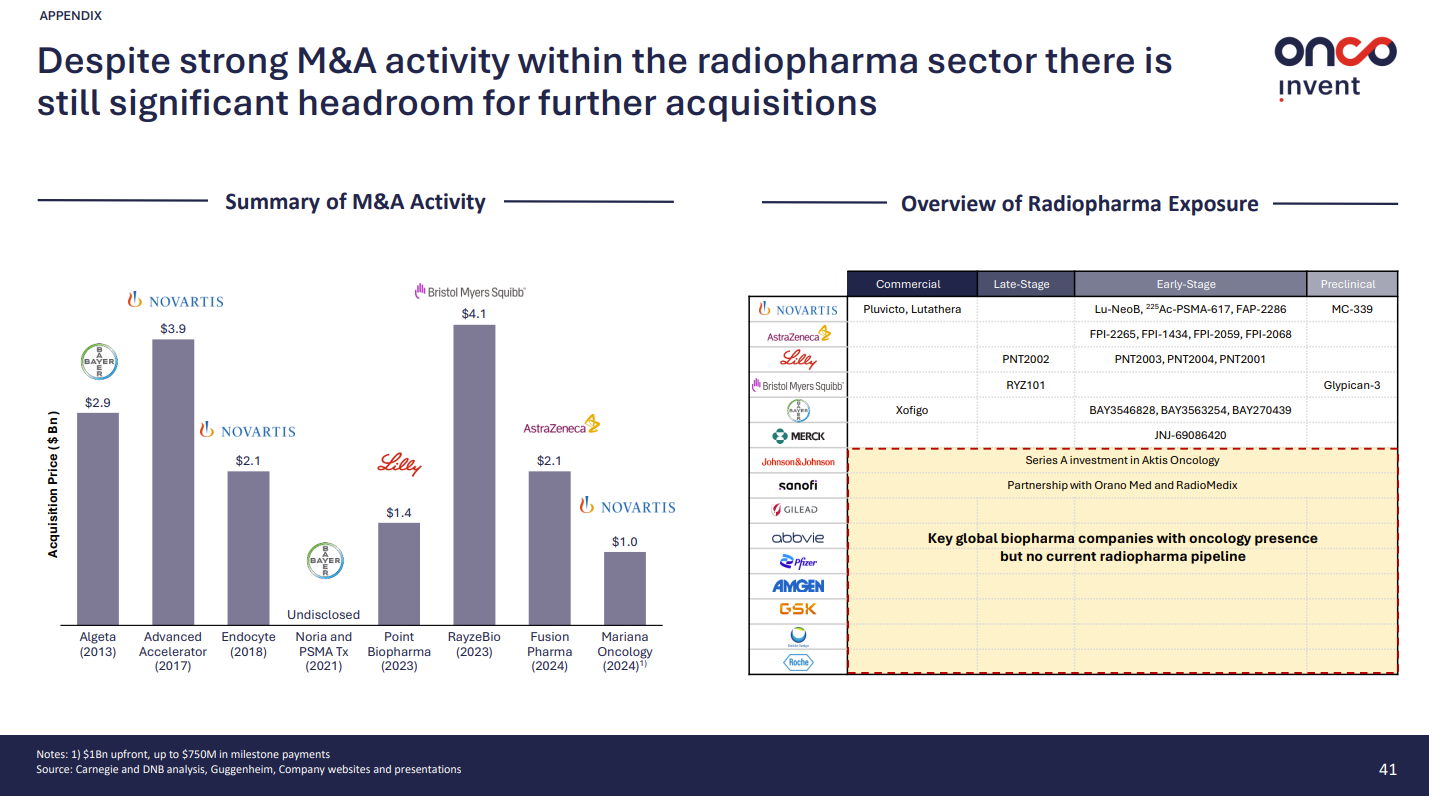 APPENDIX
Despite strong M&A activity within the radiopharma sector there is
still significant headroom for further acquisitions
onco
invent
Summary of M&A Activity
Acquisition Price ($ Bn)
BAYER
BAYER
$2.9
NOVARTIS
$3.9
NOVARTIS
$2.1
BAYER
BAYER
Undisclosed
Lilly
$1.4
Bristol Myers Squibb
$4.1
AstraZeneca
$2.1
NOVARTIS
$1.0
Algeta
(2013)
Advanced
Accelerator
(2017)
Endocyte
(2018)
Noria and
PSMA Tx
(2021)
Point
Biopharma
(2023)
RayzeBio
(2023)
Fusion
Pharma
(2024)
Mariana
Oncology
(2024)¹⁾
Overview of Radiopharma Exposure
Commercial Late-Stage Early-Stage Preclinical
NOVARTIS Pluvicto, Lutathera Lu-NeoB, ²²⁵Ac-PSMA-617, FAP-2286 MC-339
AstraZeneca FPI-2265, FPI-1434, FPI-2059, FPI-2068
Lilly PNT2002 PNT2003, PNT2004, PNT2001
Bristol Myers Squibb RYZ101 Glypican-3
BAYER Xofigo BAY3546828, BAY3563254, BAY270439
MERCK JNJ-69086420
Johnson&Johnson Series A investment in Aktis Oncology
sanofi Partnership with Orano Med and RadioMedix
GILEAD
abbvie
Pfizer
AMGEN
GSK
Roche
Key global biopharma companies with oncology presence
but no current radiopharma pipeline
Notes: 1) $1Bn upfront, up to $750M in milestone payments
Source: Carnegie and DNB analysis, Guggenheim, Company websites and presentations
41